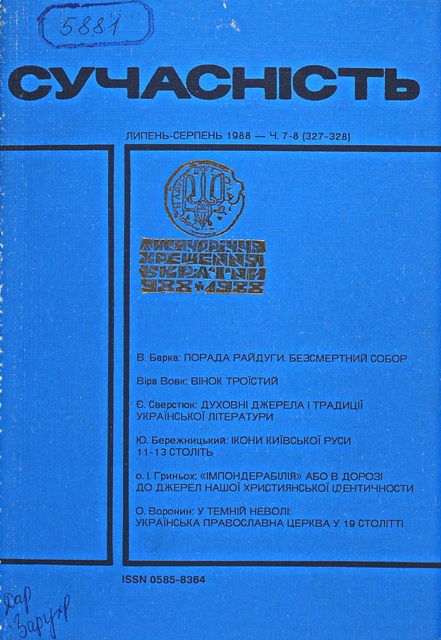 5881
СУЧАСНІСТЬ
ЛИПЕНЬ-СЕРПЕНЬ 1988 — Ч. 7-8 (327-328)
ТИСЯЧОРІЧЧЯ
ХРЕЩЕННЯ
УКРАЇНИ
988 * 1988
В. Барка: ПОРАДА РАЙДУГИ. БЕЗСМЕРТНИЙ СОБОР
Віра Вовк: ВІНОК ТРОЇСТИЙ
Є. Сверстюк: ДУХОВНІ ДЖЕРЕЛА І ТРАДИЦІЇ
УКРАЇНСЬКОЇ ЛІТЕРАТУРИ
Ю. Бережницький: ІКОНИ КИЇВСЬКОЇ РУСИ
11-13 СТОЛІТЬ
о. І. Гриньох: «ІМПОНДЕРАБІЛІЯ» АБО В ДОРОЗІ
ДО ДЖЕРЕЛ НАШОЇ ХРИСТИЯНСЬКОЇ ІДЕНТИЧНОСТИ
О. Воронин: У ТЕМНІЙ НЕВОЛІ:
УКРАЇНСЬКА ПРАВОСЛАВНА ЦЕРКВА У 19 СТОЛІТТІ
ISSN 0585-8364
Дар